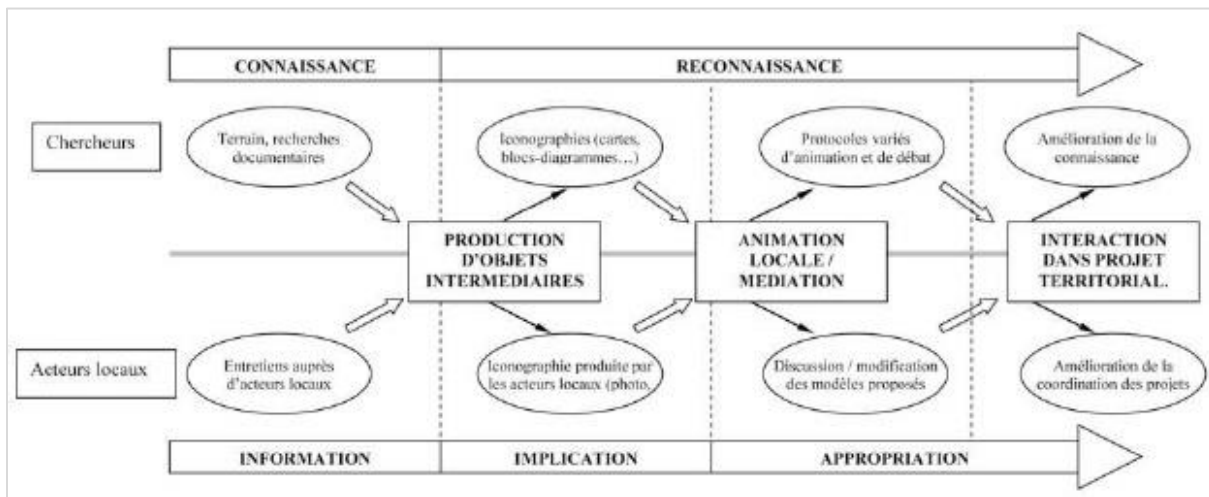 CONNAISSANCE
RECONNAISSANCE
Chercheurs
Terrain, recherches
documentaires
Iconographies (cartes,
blocs-diagrammes…)
Protocoles variés
d'animation et de débat
Amélioration de la
connaissance
PRODUCTION
D'OBJETS
INTERMEDIAIRES
ANIMATION
LOCALE /
MEDIATION
INTERACTION
DANS PROJET
TERRITORIAL.
Acteurs locaux
Entretiens auprès
d'acteurs locaux
Iconographie produite par
les acteurs locaux (photo,
Discussion / modification
des modèles proposés
Amélioration de la
coordination des projets
INFORMATION
IMPLICATION
APPROPRIATION